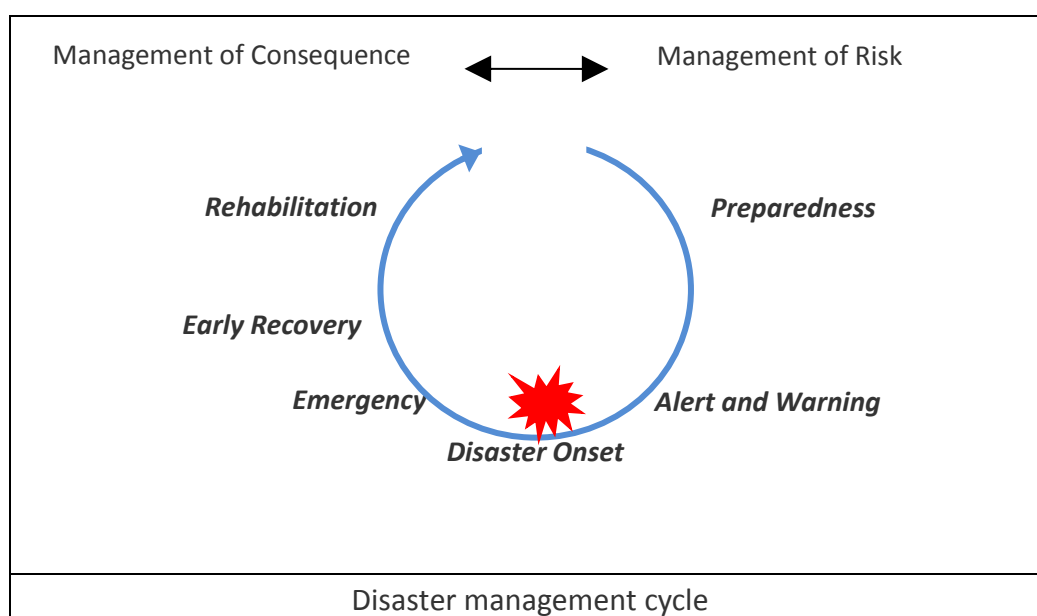 Management of Consequence
Management of Risk
Rehabilitation
Preparedness
Early Recovery
Emergency
Alert and Warning
Disaster Onset
Disaster management cycle